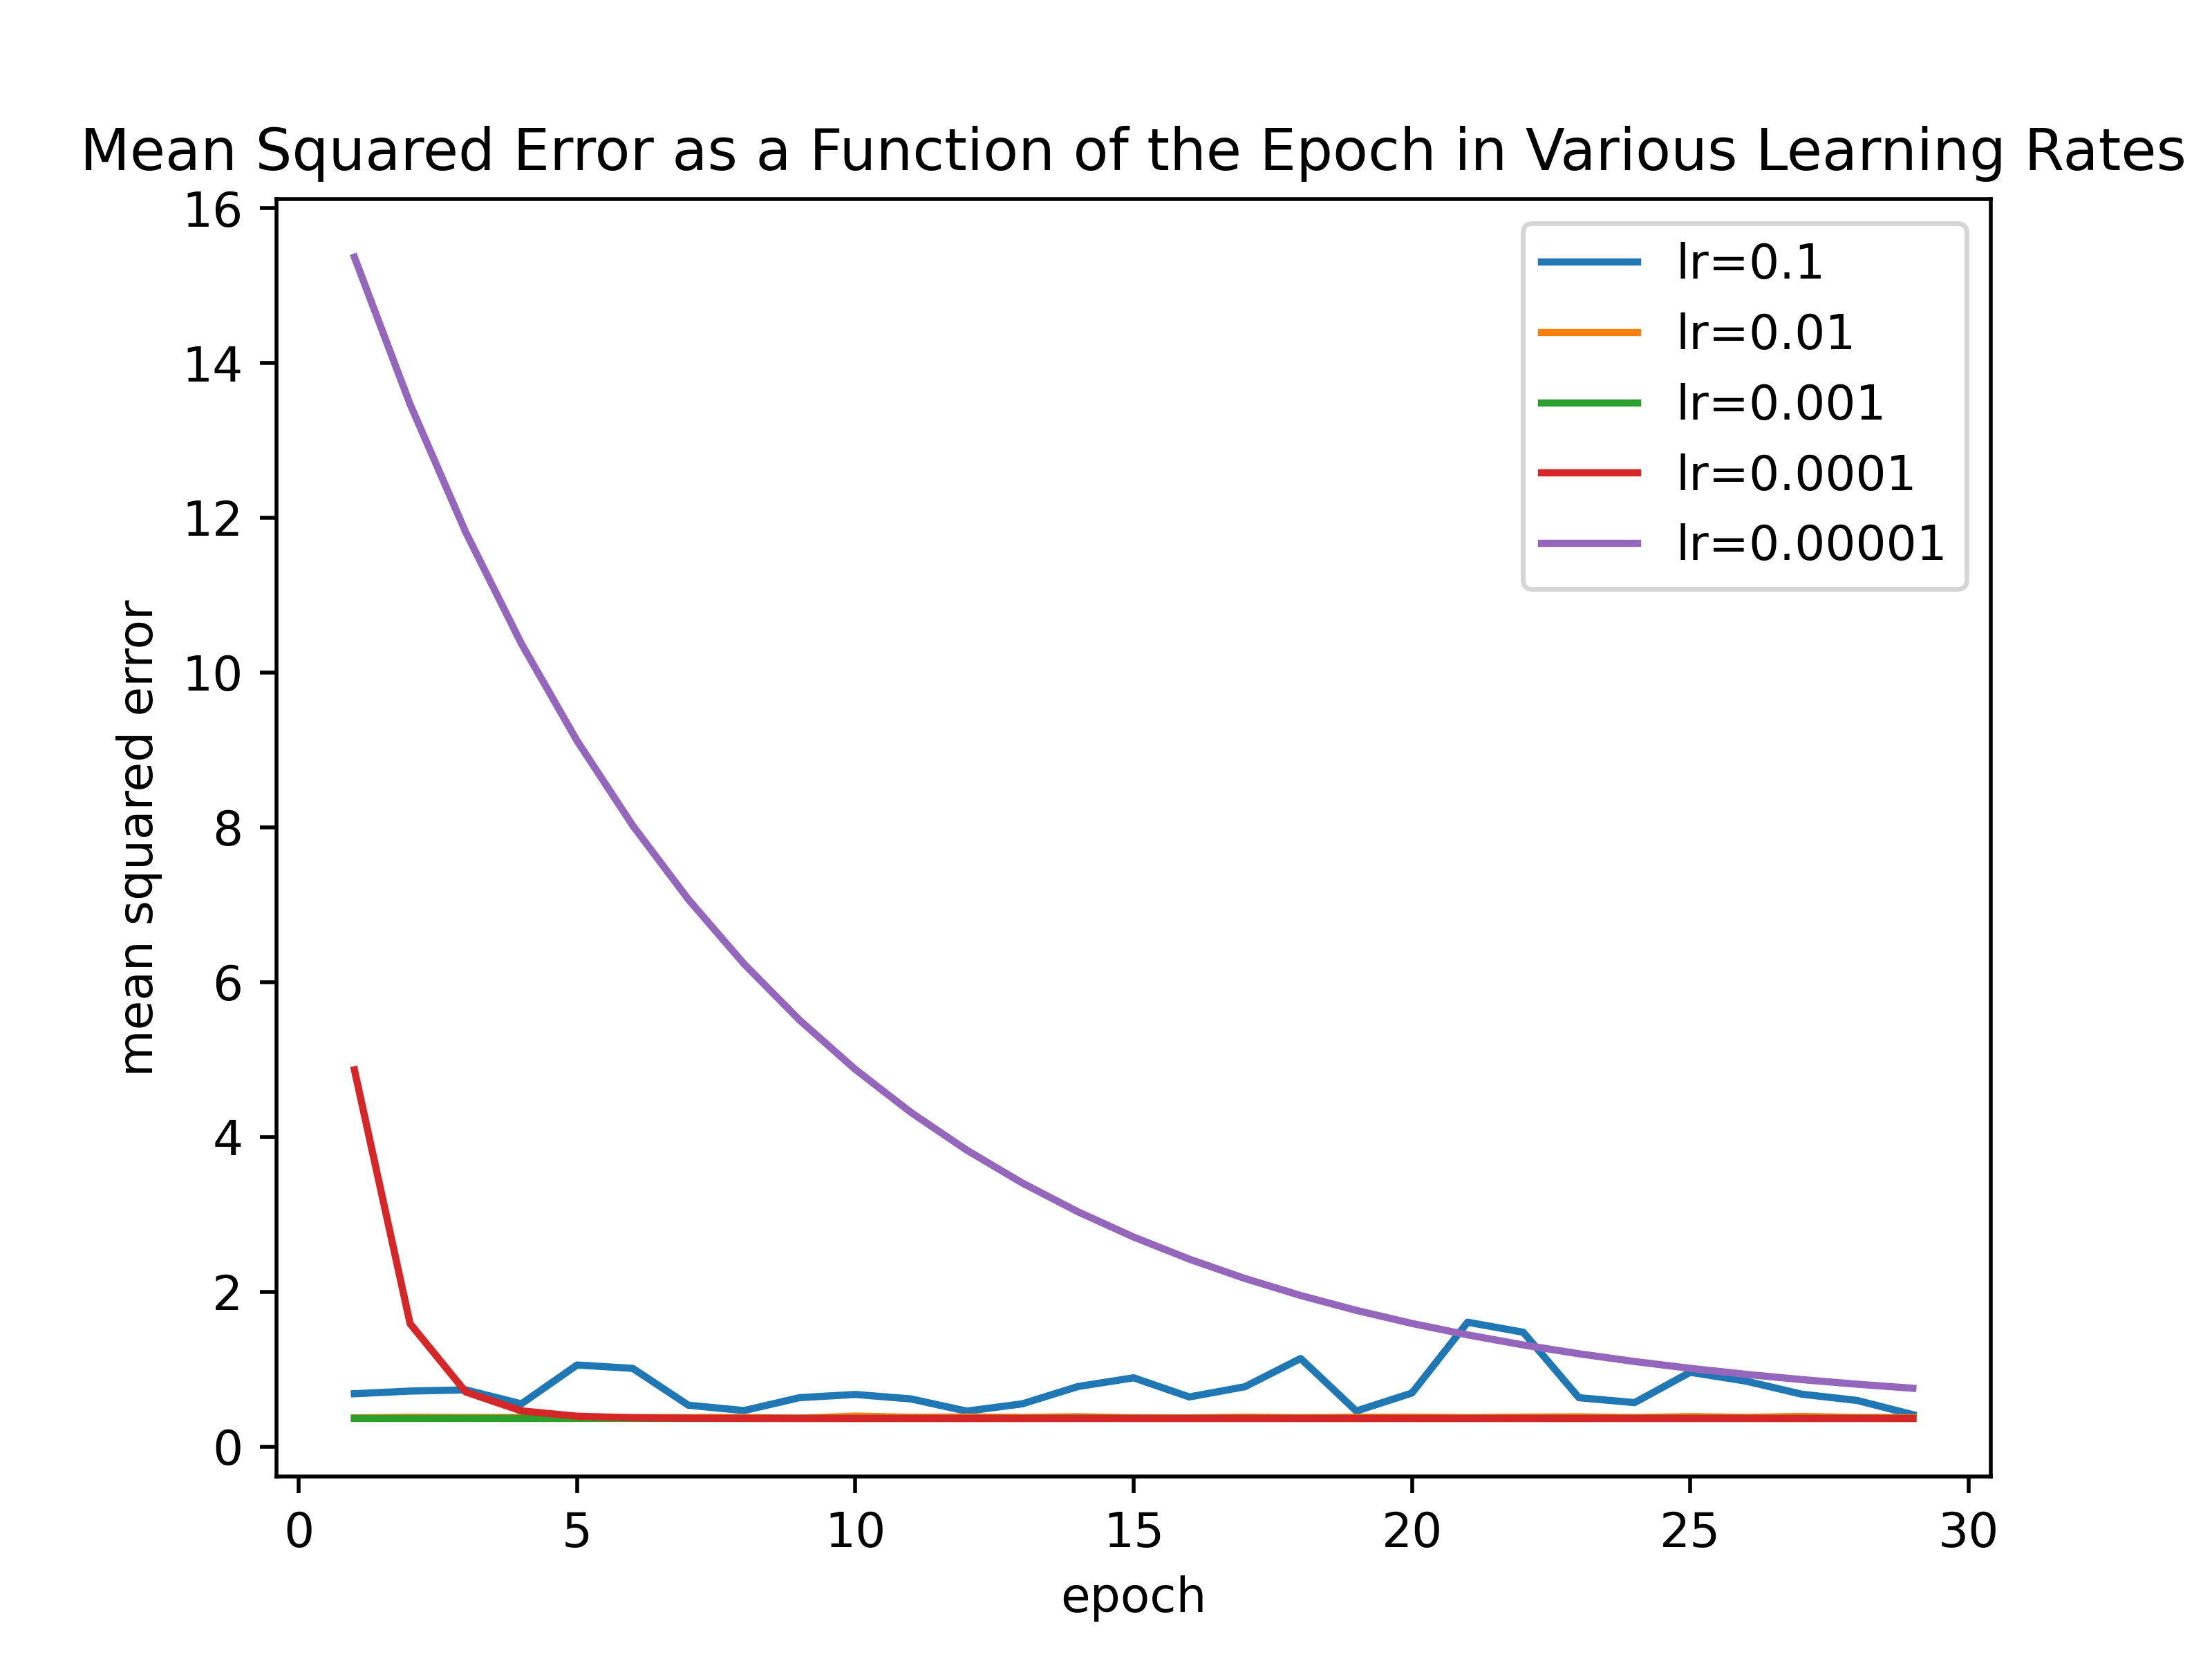 Mean Squared Error as a Function of the Epoch in Various Learning Rates
16
14
12
10
8
6
4
2
0
mean squared error
lr=0.1
lr=0.01
lr=0.001
lr=0.0001
lr=0.00001
0 5 10 15 20 25 30
epoch